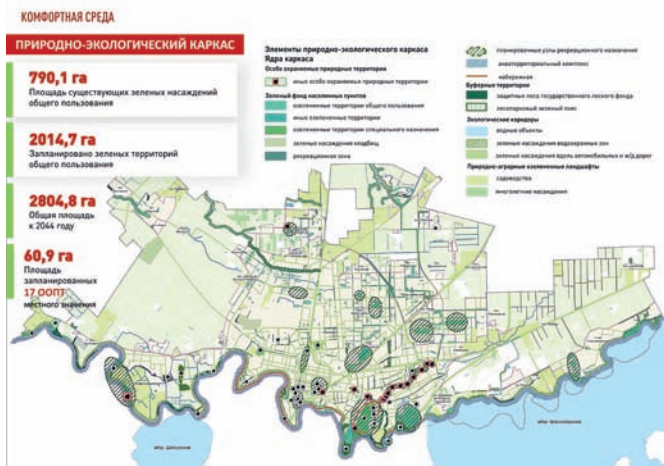 КОМФОРТНАЯ СРЕДА
ПРИРОДНО-ЭКОЛОГИЧЕСКИЙ КАРКАС
790,1 га
Площадь существующих зеленых насаждений
общего пользования
2014,7 га
Запланировано зеленых территорий
общего пользования
2804,8 га
Общая площадь
к 2044 году
60,9 га
Площадь
запланированных
17 ООПТ
местного значения
Элементы природно-экологического каркаса
Ядра каркаса
Особо охраняемые природные территории
иные особо охраняемые природные территории
Зеленый фонд населенных пунктов
озелененные территории общего пользования
иные озелененные территории
озелененные территории специального назначения
зеленые насаждения кладбищ
рекреационная зона
планировочные узлы рекреационного назначения
акватерриториальный комплекс
набережная
Буферные территории
защитные леса государственного лесного фонда
лесопарковый зеленый пояс
Экологические коридоры
водные объекты
зеленые насаждения водоохранных зон
зеленые насаждения вдоль автомобильных и ж/д дорог
Природно-аграрные озелененные ландшафты
садоводства
многолетние насаждения